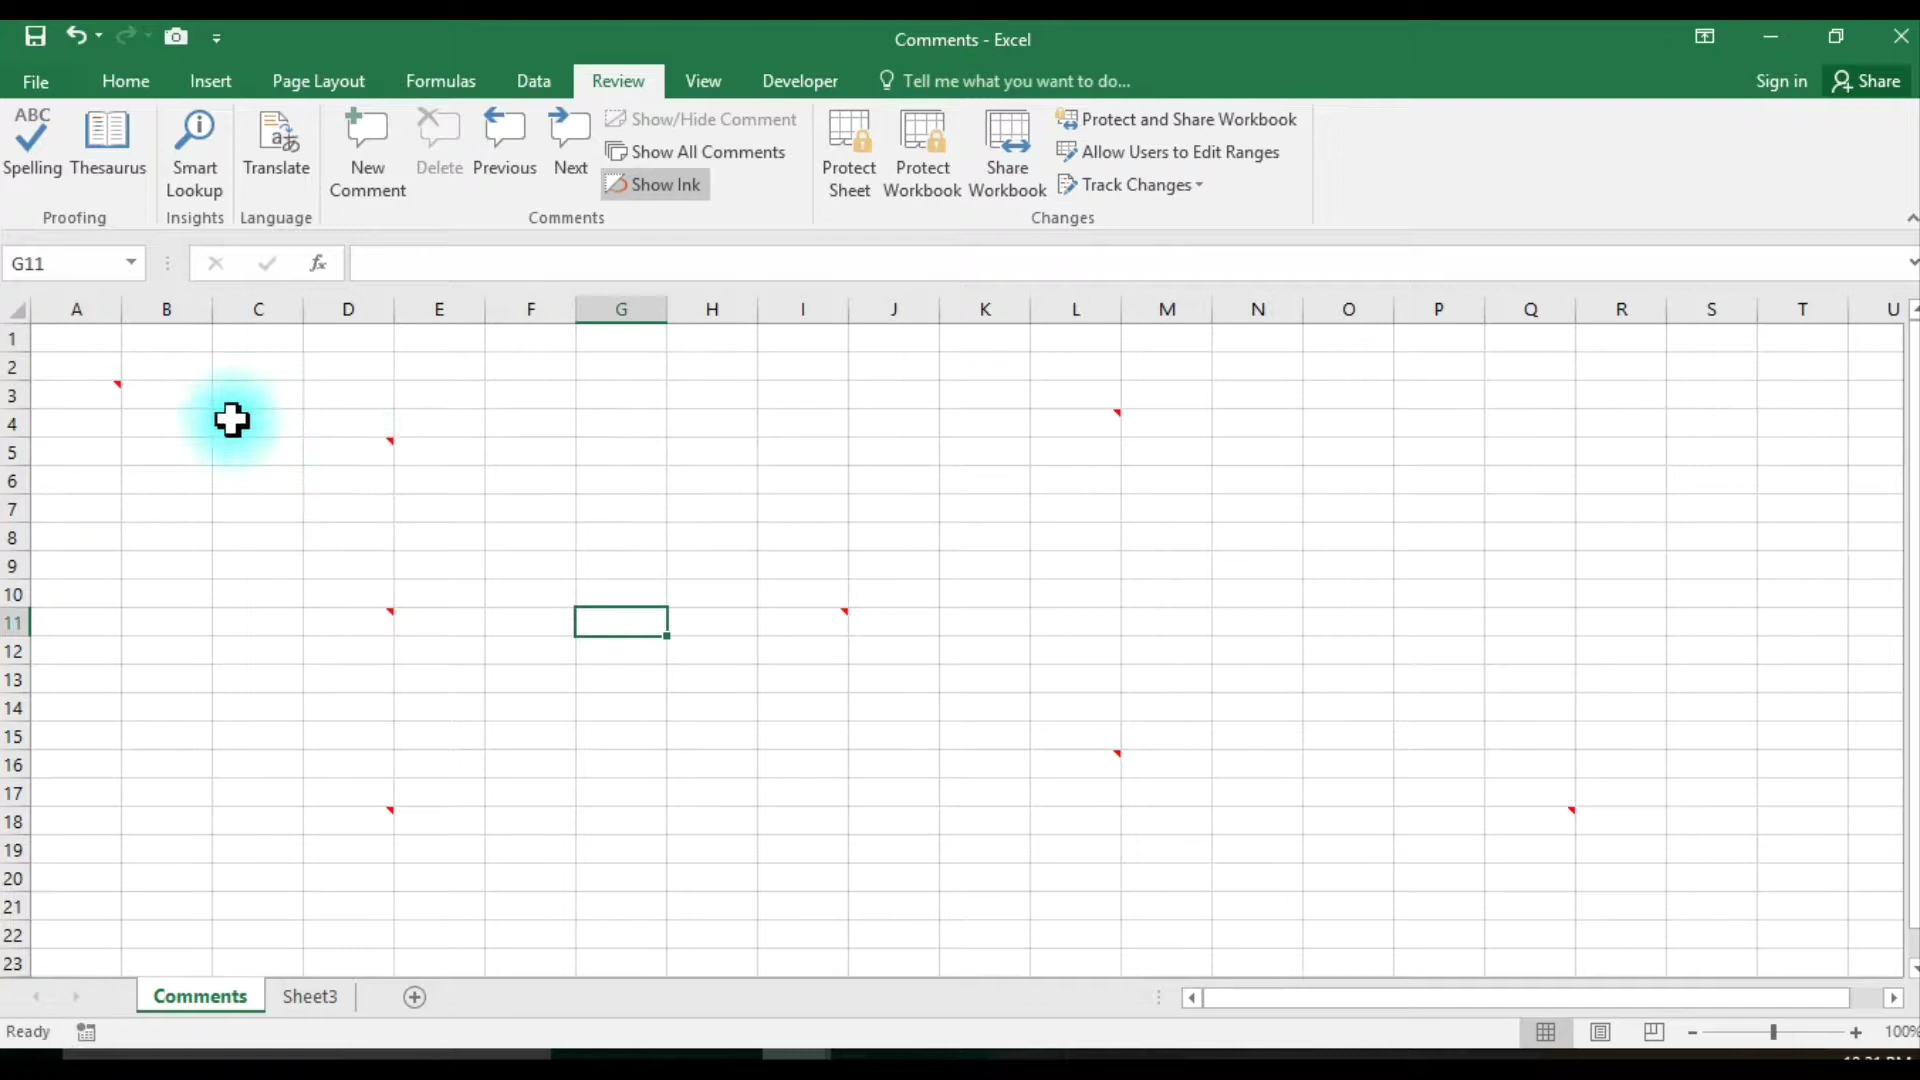 Comments - Excel
File Home Insert Page Layout Formulas Data Review View Developer Tell me what you want to do... Sign in Share
ABC
Spelling Thesaurus
Proofing
Smart Lookup
Insights
Translate
Language
New Comment
Delete Previous Next
Show/Hide Comment
Show All Comments
Show Ink
Comments
Protect Sheet
Protect Workbook
Share Workbook
Protect and Share Workbook
Allow Users to Edit Ranges
Track Changes
Changes
G11 fx
A B C D E F G H I J K L M N O P Q R S T U
1
2
3
4
5
6
7
8
9
10
11
12
13
14
15
16
17
18
19
20
21
22
23
Comments Sheet3
Ready 100%